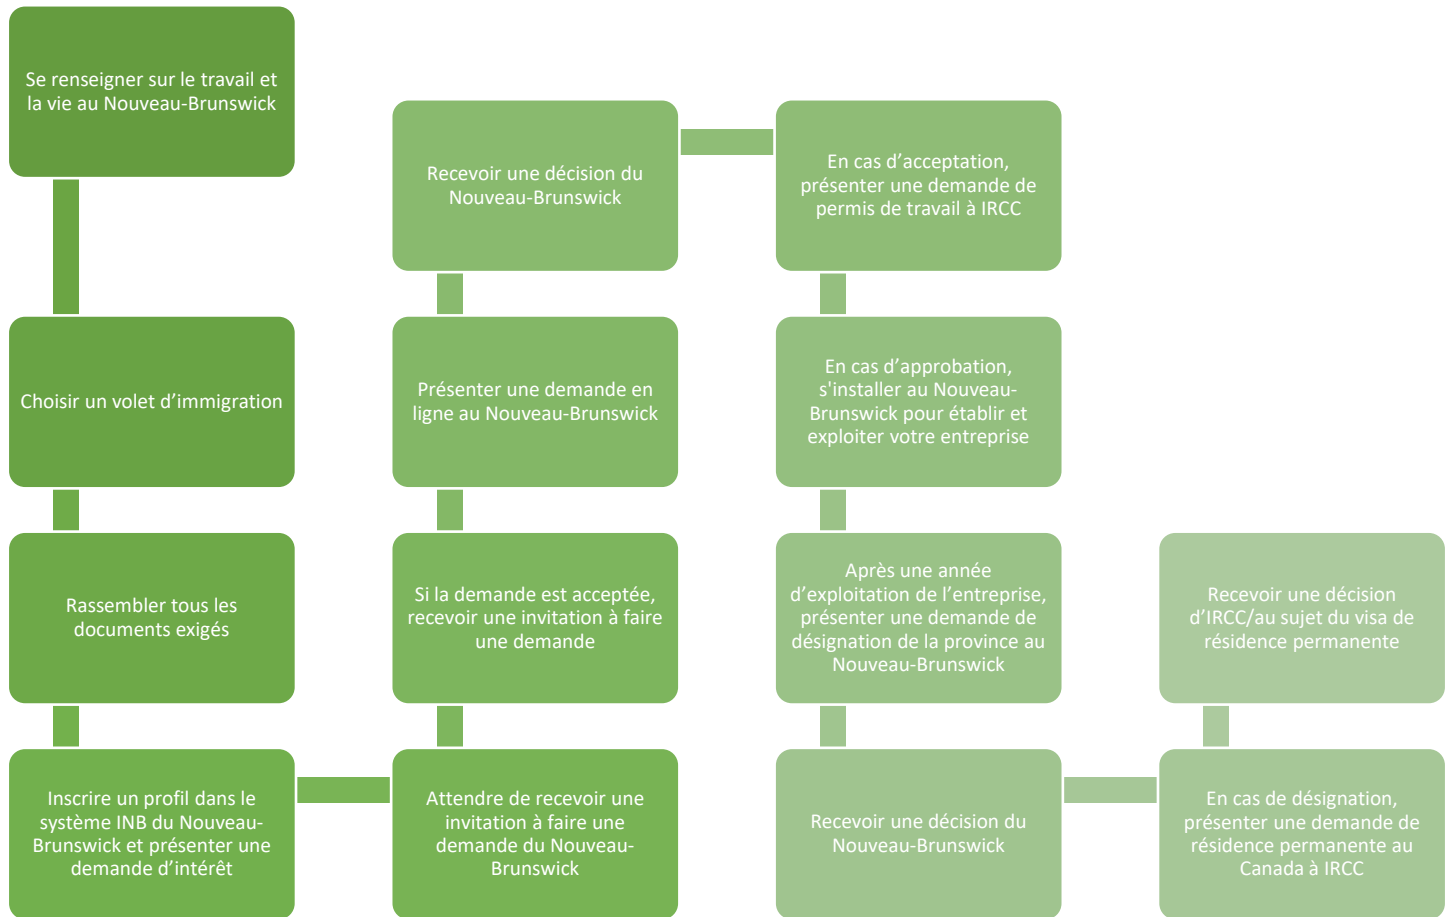 Se renseigner sur le travail et
la vie au Nouveau-Brunswick
Choisir un volet d’immigration
Rassembler tous les
documents exigés
Inscrire un profil dans le
système INB du Nouveau-
Brunswick et présenter une
demande d’intérêt
Attendre de recevoir une
invitation à faire une
demande du Nouveau-
Brunswick
Si la demande est acceptée,
recevoir une invitation à faire
une demande
Présenter une demande en
ligne au Nouveau-Brunswick
Recevoir une décision du
Nouveau-Brunswick
En cas d’acceptation,
présenter une demande de
permis de travail à IRCC
En cas d’approbation,
s'installer au Nouveau-
Brunswick pour établir et
exploiter votre entreprise
Après une année
d’exploitation de l’entreprise,
présenter une demande de
désignation de la province au
Nouveau-Brunswick
Recevoir une décision du
Nouveau-Brunswick
En cas de désignation,
présenter une demande de
résidence permanente au
Canada à IRCC
Recevoir une décision
d’IRCC/au sujet du visa de
résidence permanente